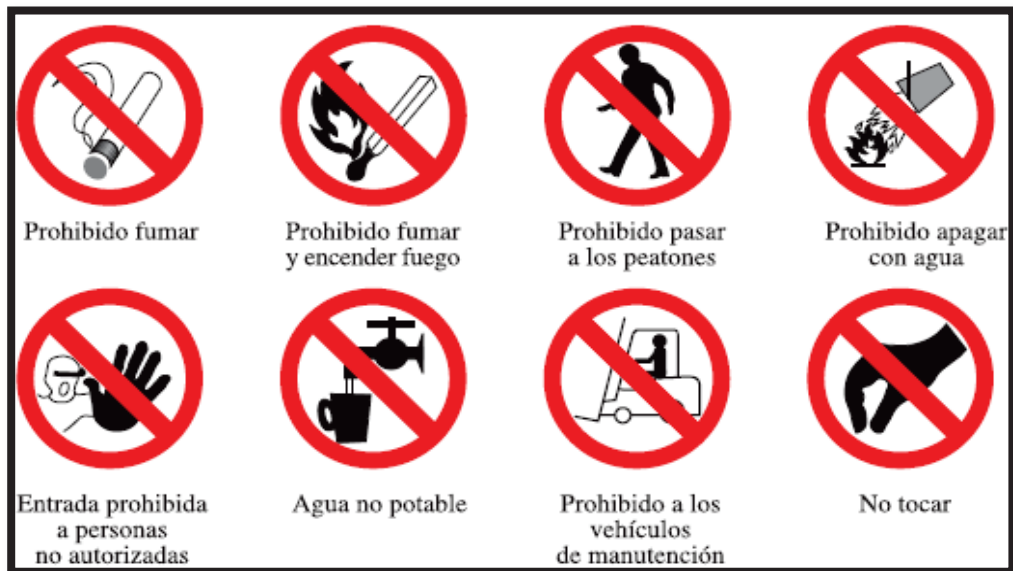 Prohibido fumar
Prohibido fumar
y encender fuego
Prohibido pasar
a los peatones
Prohibido apagar
con agua
Entrada prohibida
a personas
no autorizadas
Agua no potable
Prohibido a los
vehículos
de manutención
No tocar